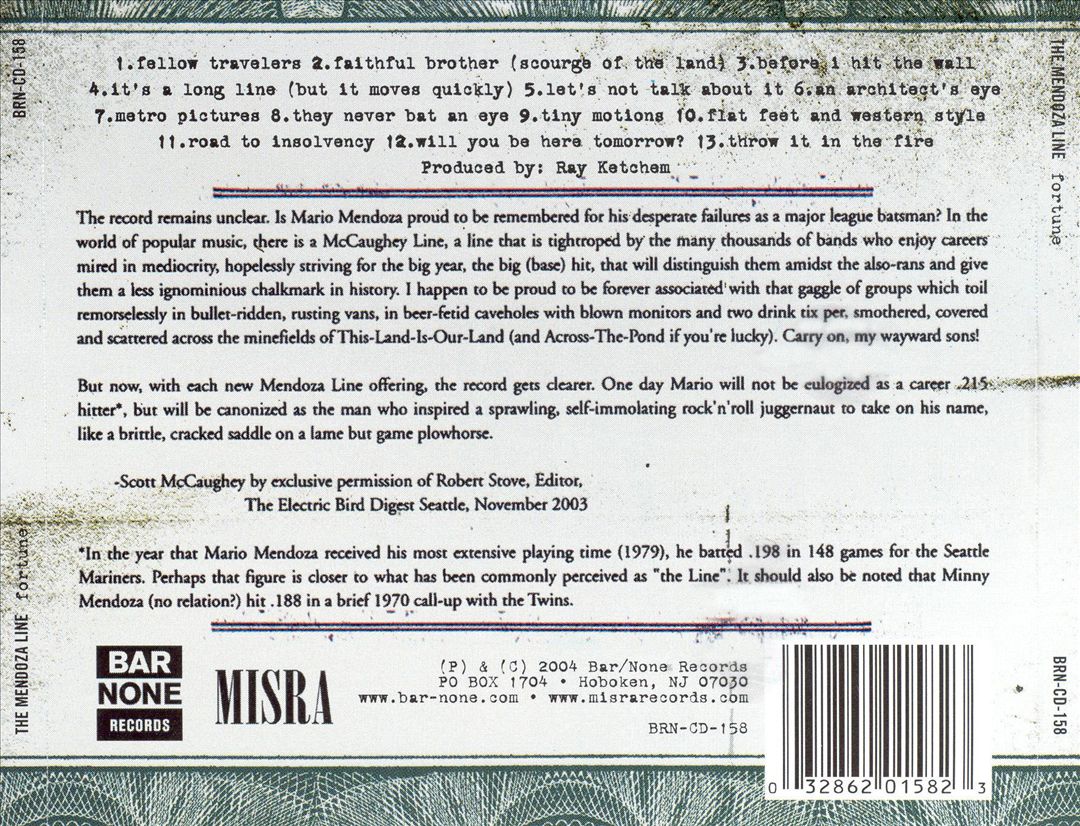 1.fellow travelers 2.faithful brother (scourge of the land) 3.before i hit the wall
4.it's a long line (but it moves quickly) 5.let's not talk about it 6.an architect's eye
7.metro pictures 8.they never bat an eye 9.tiny motions 10.flat feet and western style
11.road to insolvency 12.will you be here tomorrow? 13.throw it in the fire
Produced by: Ray Ketchem
The record remains unclear. Is Mario Mendoza proud to be remembered for his desperate failures as a major league batsman? In the
world of popular music, there is a McCaughey Line, a line that is tightroped by the many thousands of bands who enjoy careers
mired in mediocrity, hopelessly striving for the big year, the big (base) hit, that will distinguish them amidst the also-rans and give
them a less ignominious chalkmark in history. I happen to be proud to be forever associated with that gaggle of groups which toil
remorselessly in bullet-ridden, rusting vans, in beer-fetid caveholes with blown monitors and two drink tix per, smothered, covered
and scattered across the minefields of This-Land-Is-Our-Land (and Across-The-Pond if you're lucky). Carry on, my wayward sons!
But now, with each new Mendoza Line offering, the record gets clearer. One day Mario will not be eulogized as a career .215
hitter*, but will be canonized as the man who inspired a sprawling, self-immolating rock'n'roll juggernaut to take on his name,
like a brittle, cracked saddle on a lame but game plowhorse.
-Scott McCaughey by exclusive permission of Robert Stove, Editor,
The Electric Bird Digest Seattle, November 2003
*In the year that Mario Mendoza received his most extensive playing time (1979), he batted .198 in 148 games for the Seattle
Mariners. Perhaps that figure is closer to what has been commonly perceived as "the Line". It should also be noted that Minny
Mendoza (no relation?) hit .188 in a brief 1970 call-up with the Twins.
BAR
NONE
RECORDS
MISRA
(P) & (C) 2004 Bar/None Records
PO BOX 1704 • Hoboken, NJ 07030
www.bar-none.com • www.misrarecords.com
BRN-CD-158
0 32862 01582 3
BRN-CD-158
THE MENDOZA LINE fortune
THE MENDOZA LINE fortune
BRN-CD-158